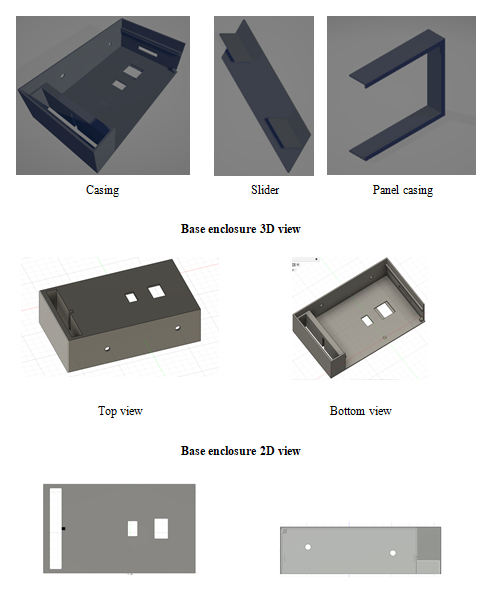 Casing
Slider
Panel casing
Base enclosure 3D view
Top view
Bottom view
Base enclosure 2D view